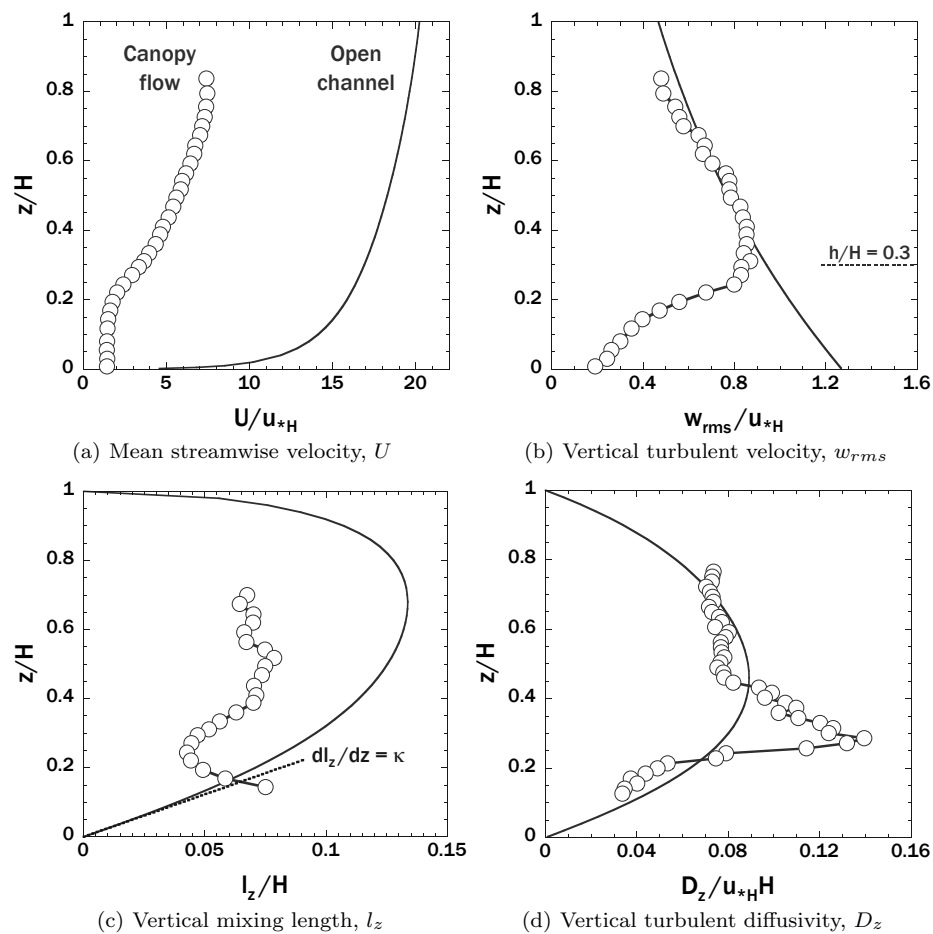 1
0.8
0.6
0.4
0.2
0
z/H
Canopy
flow
Open
channel
0 5 10 15 20
U/u*H
(a) Mean streamwise velocity, U
1
0.8
0.6
0.4
0.2
0
z/H
h/H = 0.3
0 0.4 0.8 1.2 1.6
wrms/u*H
(b) Vertical turbulent velocity, wrms
1
0.8
0.6
0.4
0.2
0
z/H
dlz/dz = κ
0 0.05 0.1 0.15
lz/H
(c) Vertical mixing length, lz
1
0.8
0.6
0.4
0.2
0
z/H
0 0.04 0.08 0.12 0.16
Dz/u*HH
(d) Vertical turbulent diffusivity, Dz